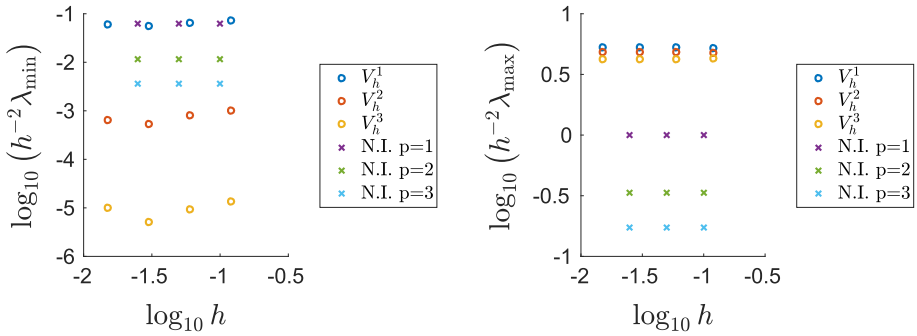 -1
-2
-3
-4
-5
-6
-2
-1.5
-1
-0.5
log₁₀ h
log₁₀ (h⁻² λ_min)
V_h^1
V_h^2
V_h^3
N.I. p=1
N.I. p=2
N.I. p=3
1
0.5
0
-0.5
-1
-2
-1.5
-1
-0.5
log₁₀ h
log₁₀ (h⁻² λ_max)
V_h^1
V_h^2
V_h^3
N.I. p=1
N.I. p=2
N.I. p=3